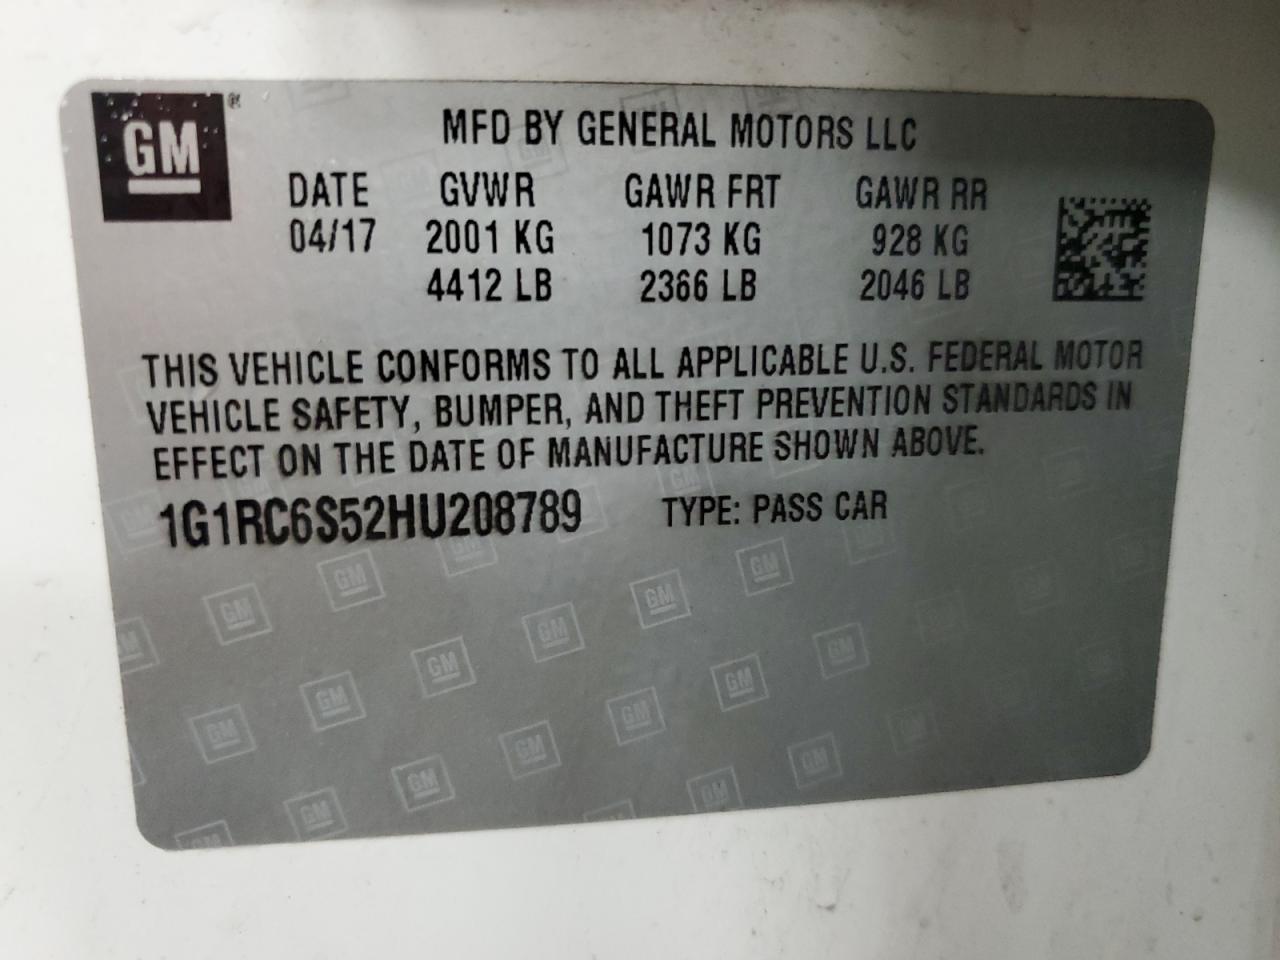 GM®
MFD BY GENERAL MOTORS LLC
DATE GVWR GAWR FRT GAWR RR
04/17 2001 KG 1073 KG 928 KG
4412 LB 2366 LB 2046 LB
THIS VEHICLE CONFORMS TO ALL APPLICABLE U.S. FEDERAL MOTOR
VEHICLE SAFETY, BUMPER, AND THEFT PREVENTION STANDARDS IN
EFFECT ON THE DATE OF MANUFACTURE SHOWN ABOVE.
1G1RC6S52HU208789 TYPE: PASS CAR